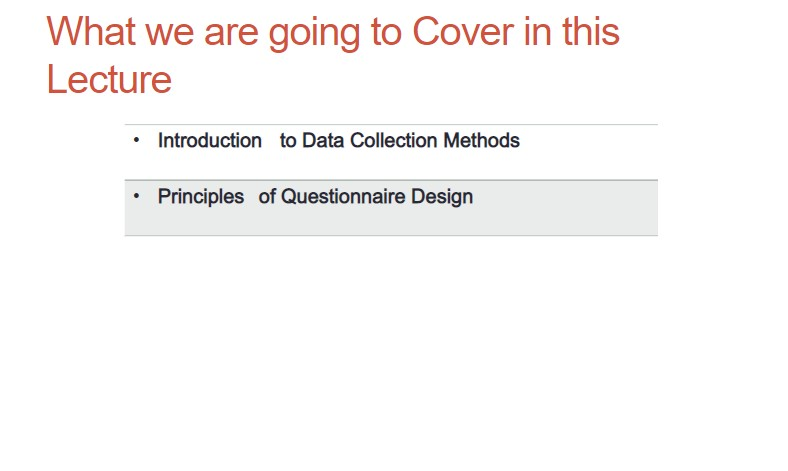 What we are going to Cover in this
Lecture
• Introduction to Data Collection Methods
• Principles of Questionnaire Design